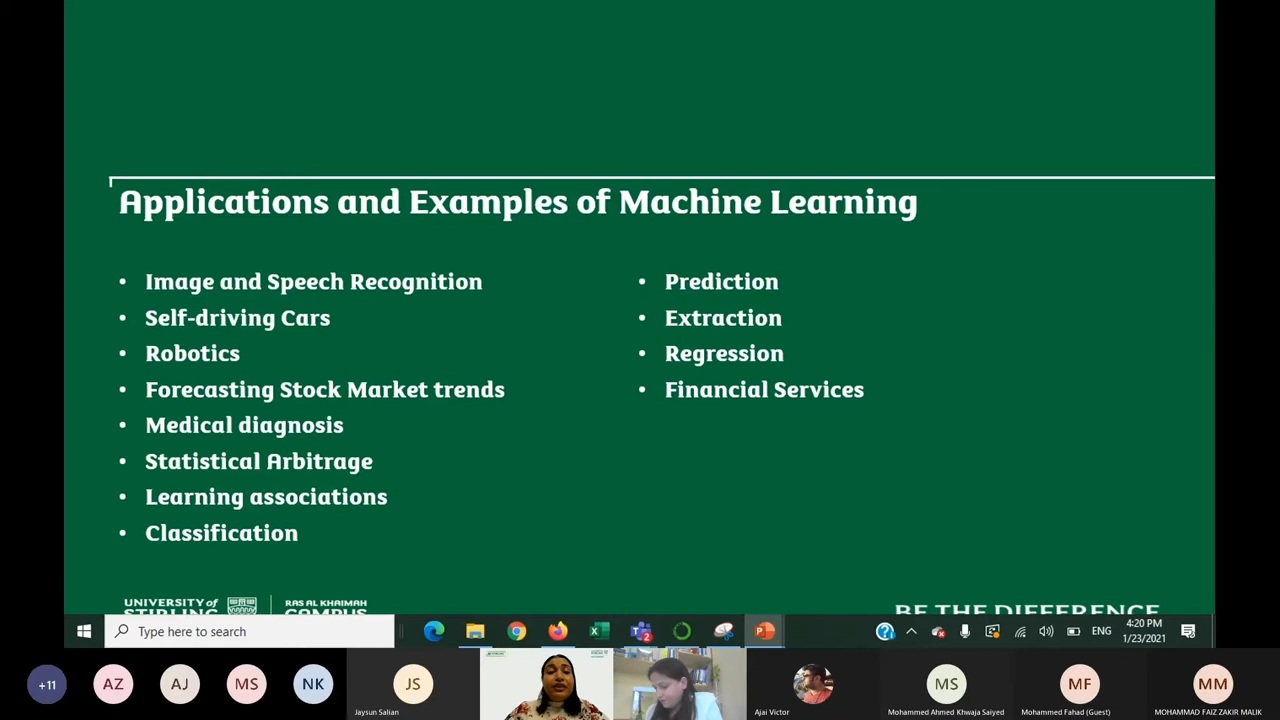 Applications and Examples of Machine Learning
Image and Speech Recognition
Self-driving Cars
Robotics
Forecasting Stock Market trends
Medical diagnosis
Statistical Arbitrage
Learning associations
Classification
Prediction
Extraction
Regression
Financial Services
UNIVERSITY of
STIRLING
RAS AL KHAIMAH
CAMPUS
BE THE DIFFERENCE
Type here to search
2
ENG
4:20 PM
1/23/2021
+11
AZ
AJ
MS
NK
JS
Jaysun Salian
Ajai Victor
MS
Mohammed Ahmed Khwaja Saiyed
MF
Mohammed Fahad (Guest)
MM
MOHAMMAD FAIZ ZAKIR MALIK